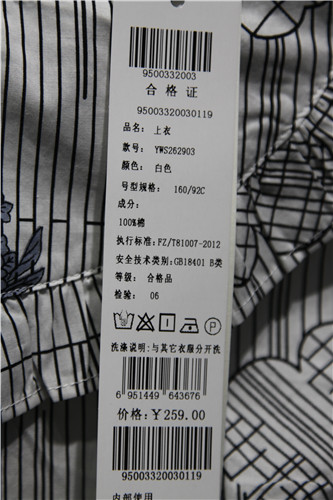 9500332003
合格证
95003320030119
品名: 上衣
款号: YWS262903
颜色: 白色
号型规格: 160/92C
成分:
100%棉
执行标准: FZ/T81007-2012
安全技术类别: GB18401 B类
等级: 合格品
检验: 06
洗涤说明:与其它衣服分开洗
6 951449 643676
价格: ¥259.00
95003320030119
内部使用